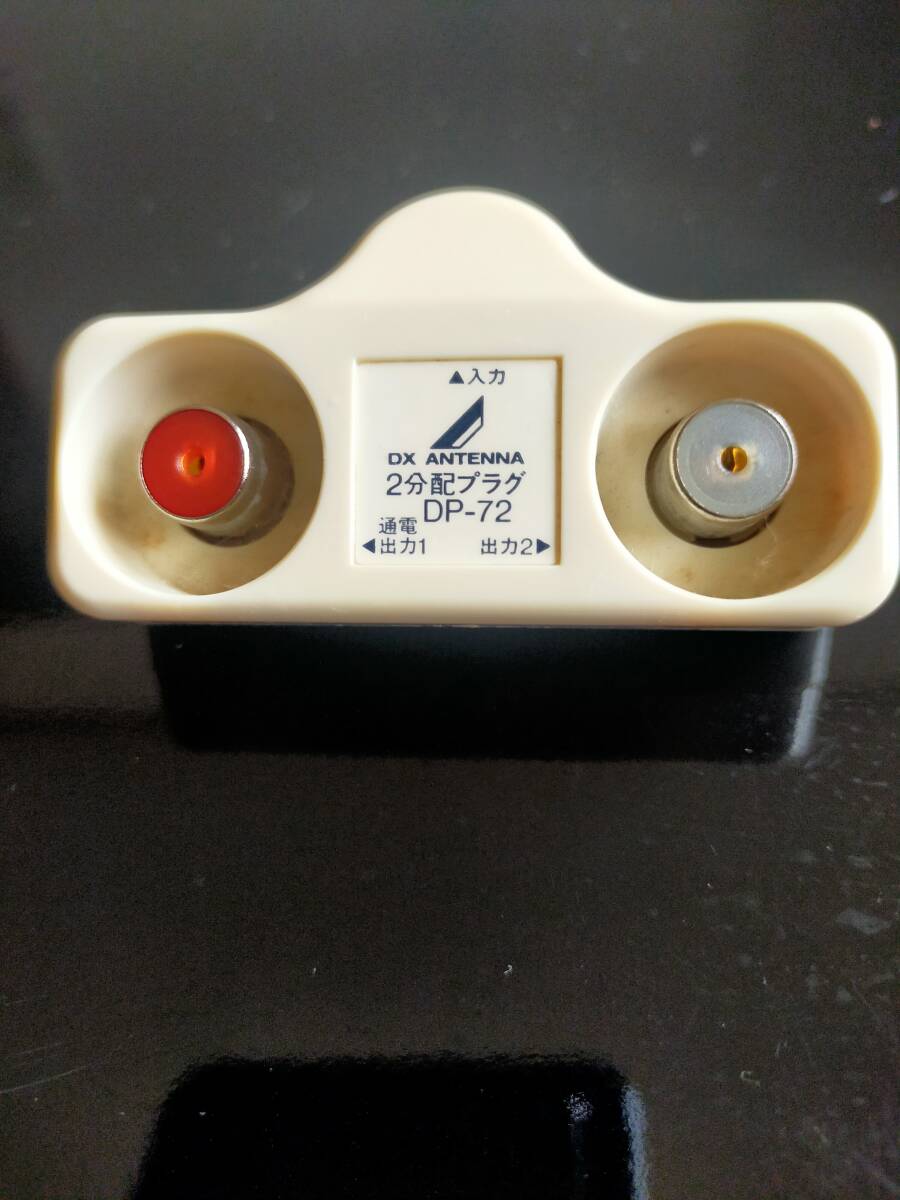 ▲入力
DX ANTENNA
2分配プラグ
DP-72
通電
◀出力1 出力2▶